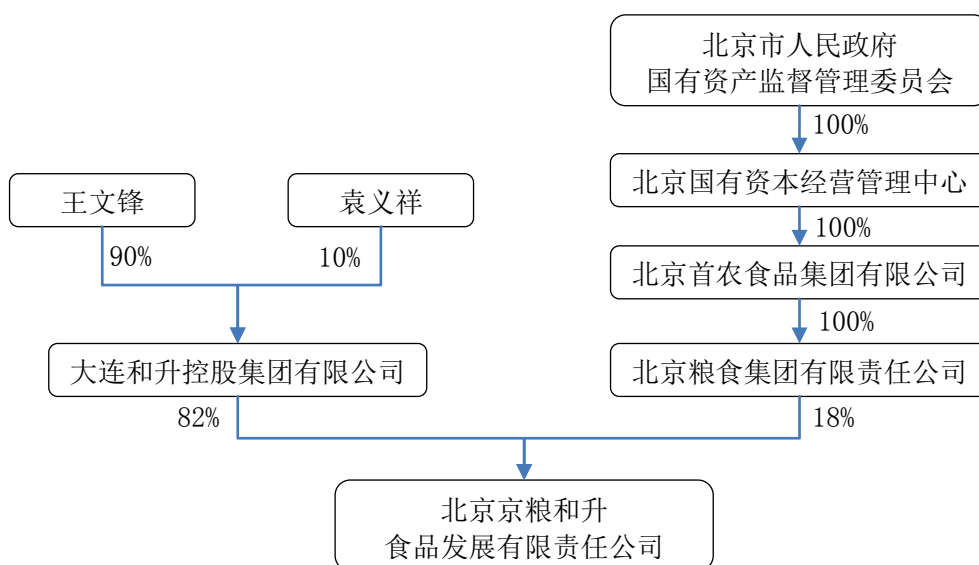 北京市人民政府
国有资产监督管理委员会
100%
北京国有资本经营管理中心
王文锋
袁义祥
100%
90%
10%
北京首农食品集团有限公司
100%
大连和升控股集团有限公司
北京粮食集团有限责任公司
82%
18%
北京京粮和升
食品发展有限责任公司